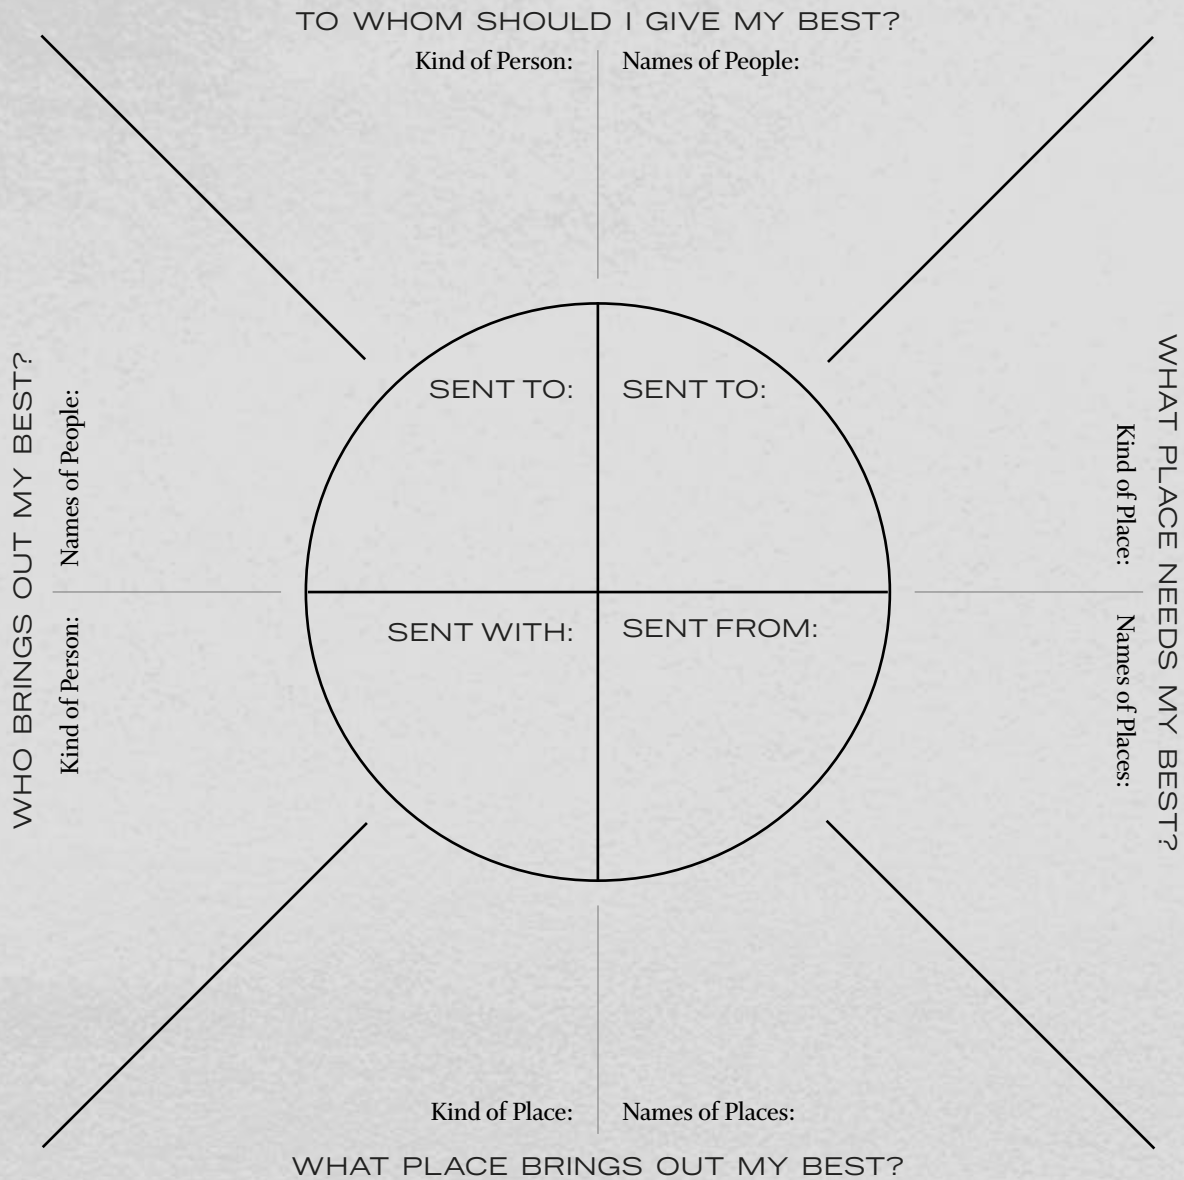 TO WHOM SHOULD I GIVE MY BEST?
Kind of Person:
Names of People:
WHO BRINGS OUT MY BEST?
Names of People:
Kind of Person:
SENT TO:
SENT TO:
SENT WITH:
SENT FROM:
WHAT PLACE NEEDS MY BEST?
Kind of Place:
Names of Places:
Kind of Place:
Names of Places:
WHAT PLACE BRINGS OUT MY BEST?